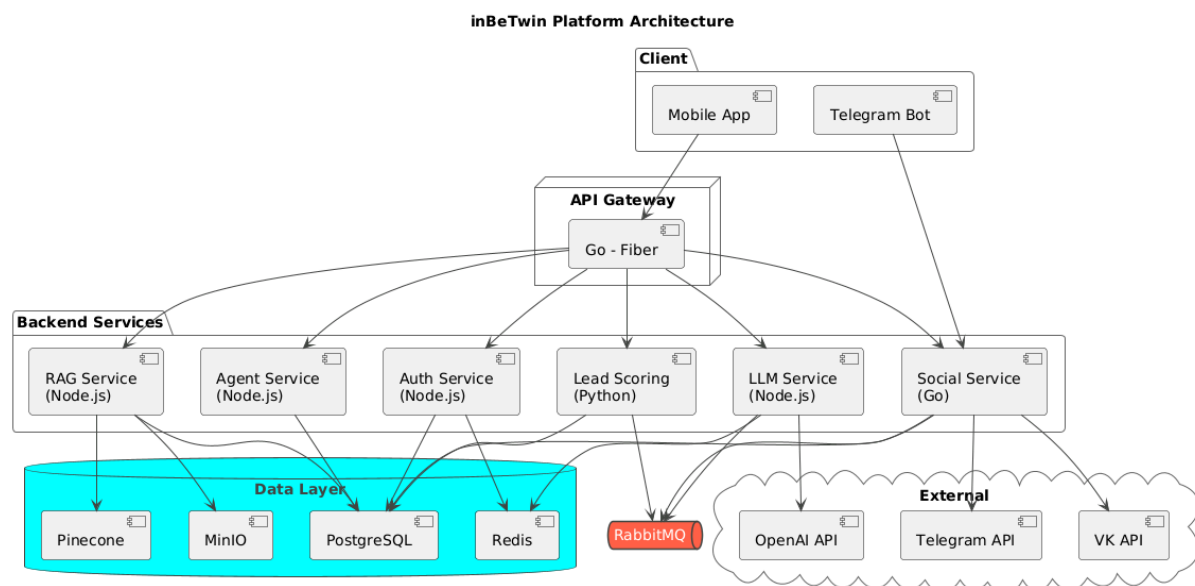 inBeTwin Platform Architecture
Client
Mobile App
Telegram Bot
API Gateway
Go - Fiber
Backend Services
RAG Service
(Node.js)
Agent Service
(Node.js)
Auth Service
(Node.js)
Lead Scoring
(Python)
LLM Service
(Node.js)
Social Service
(Go)
Data Layer
Pinecone
MinIO
PostgreSQL
Redis
RabbitMQ
External
OpenAI API
Telegram API
VK API